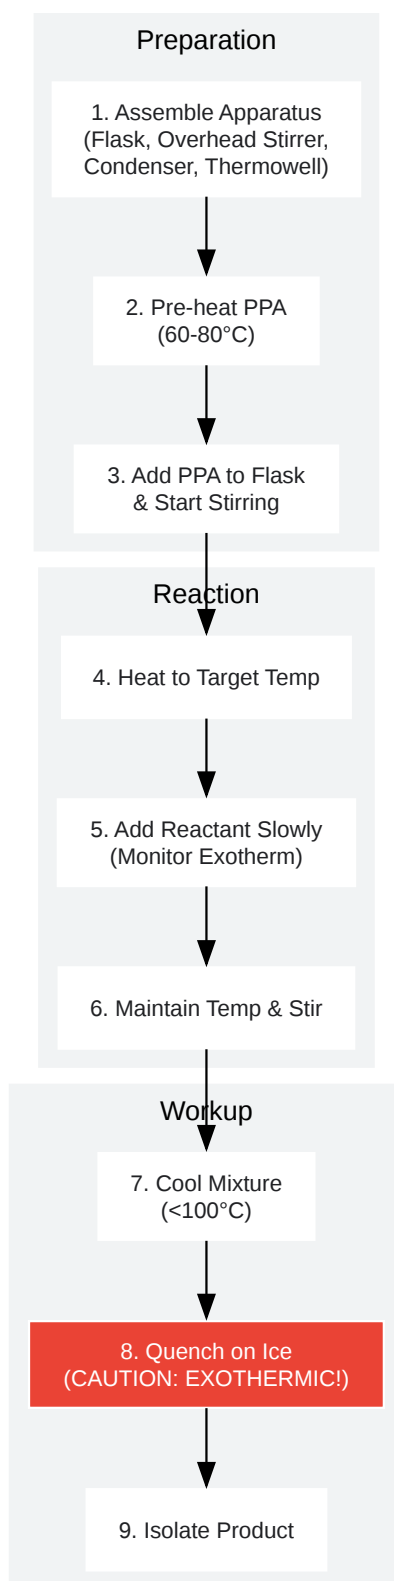 Preparation
1. Assemble Apparatus
(Flask, Overhead Stirrer,
Condenser, Thermowell)
2. Pre-heat PPA
(60-80°C)
3. Add PPA to Flask
& Start Stirring
Reaction
4. Heat to Target Temp
5. Add Reactant Slowly
(Monitor Exotherm)
6. Maintain Temp & Stir
Workup
7. Cool Mixture
(<100°C)
8. Quench on Ice
(CAUTION: EXOTHERMIC!)
9. Isolate Product